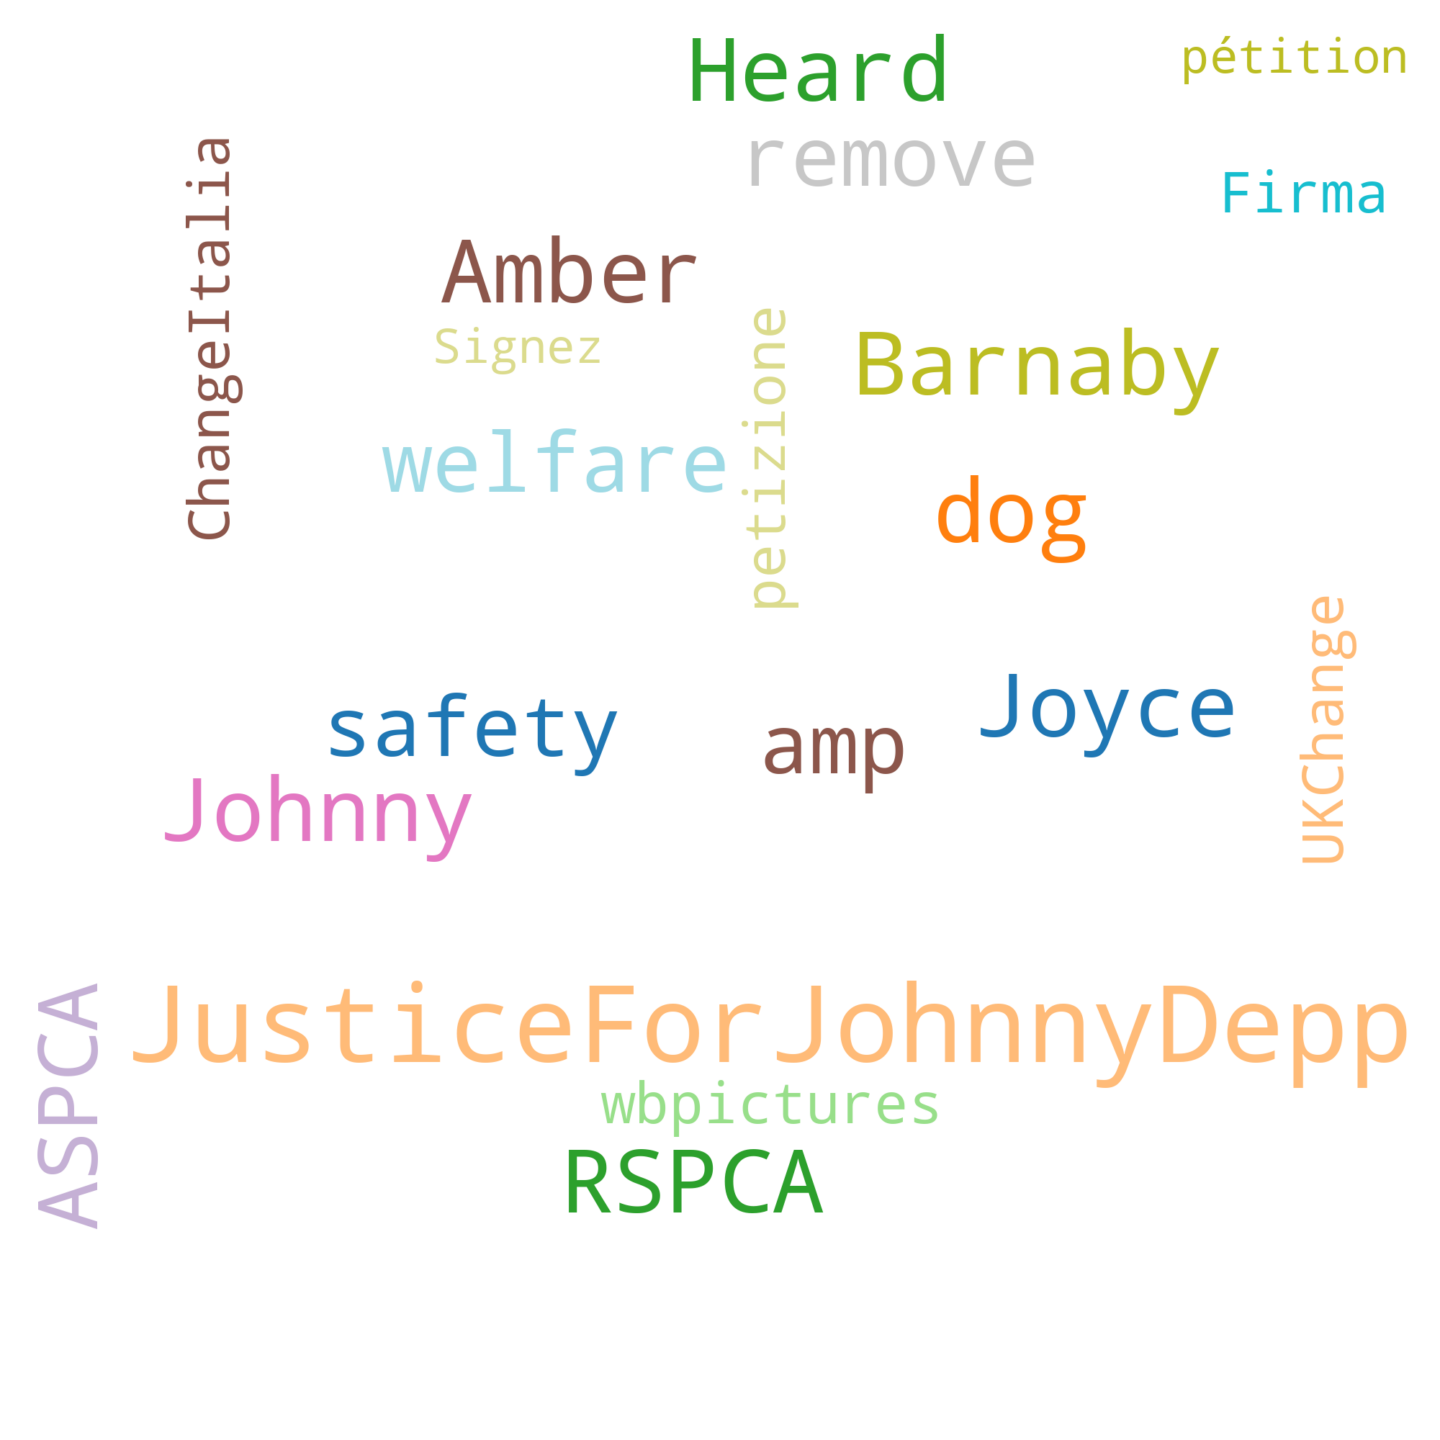 Heard
pétition
remove
ChangeItalia
Firma
Amber
Signez
petizione
Barnaby
welfare
dog
UKChange
safety
amp
Joyce
Johnny
ASPCA
JusticeForJohnnyDepp
wbpictures
RSPCA